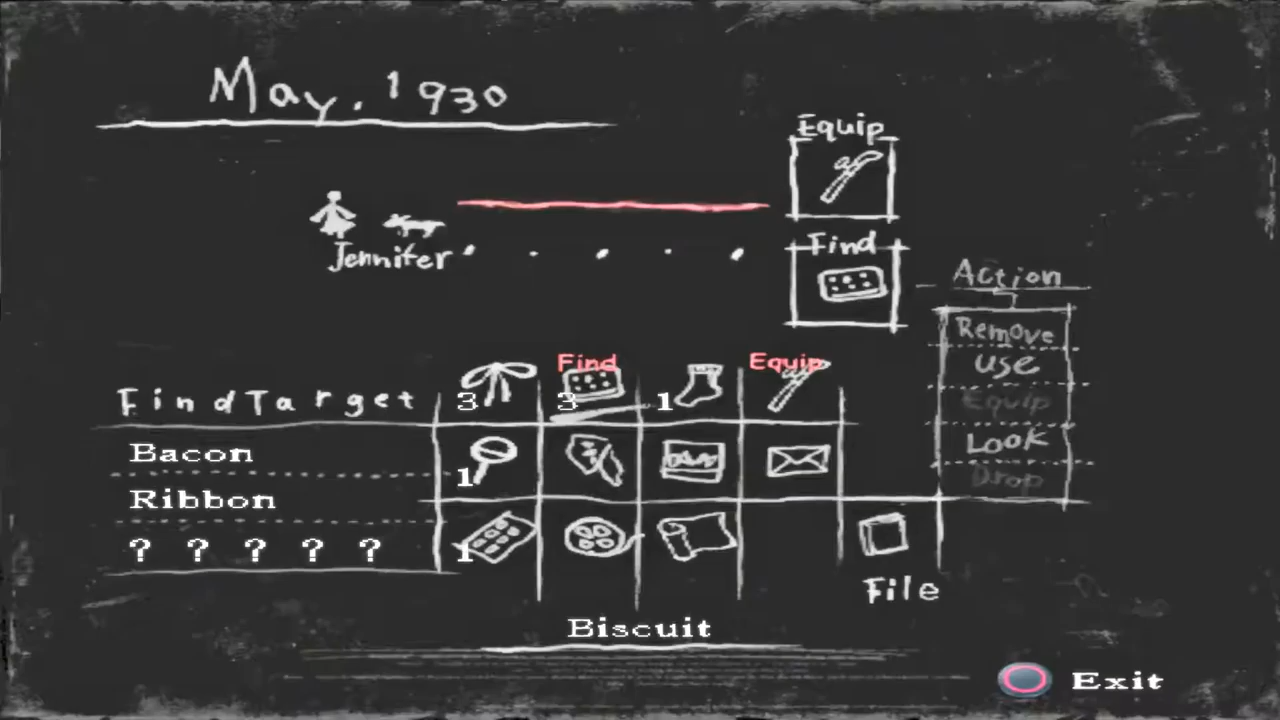 May. 1930
Equip
Jennifer
Find
Action
Remove
Use
Equip
Look
Drop
Find Equip
FindTarget 3 3 1
Bacon
1
Ribbon
? ? ? ? ? 1
File
Biscuit
Exit